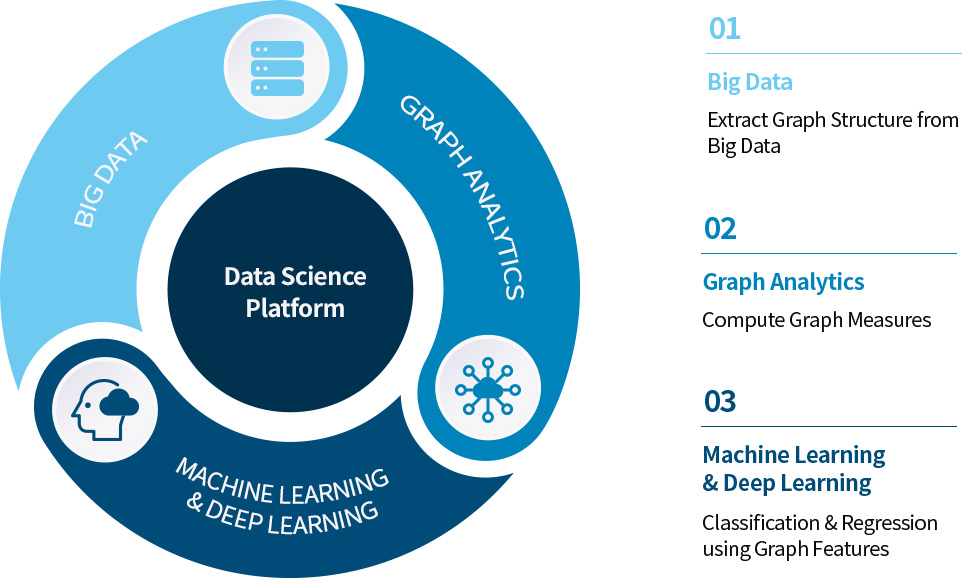 BIG DATA
GRAPH ANALYTICS
Data Science
Platform
MACHINE LEARNING
& DEEP LEARNING
01
Big Data
Extract Graph Structure from
Big Data
02
Graph Analytics
Compute Graph Measures
03
Machine Learning
& Deep Learning
Classification & Regression
using Graph Features